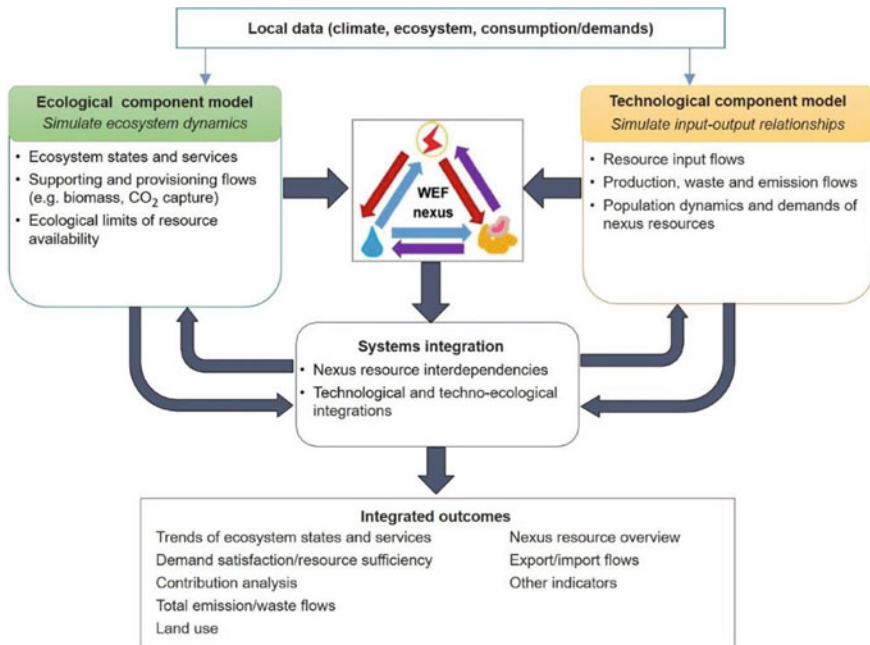 Local data (climate, ecosystem, consumption/demands)
Ecological component model
Simulate ecosystem dynamics
• Ecosystem states and services
• Supporting and provisioning flows
(e.g. biomass, CO₂ capture)
• Ecological limits of resource
availability
WEF
nexus
Technological component model
Simulate input-output relationships
• Resource input flows
• Production, waste and emission flows
• Population dynamics and demands of
nexus resources
Systems integration
• Nexus resource interdependencies
• Technological and techno-ecological
integrations
Integrated outcomes
Trends of ecosystem states and services
Demand satisfaction/resource sufficiency
Contribution analysis
Total emission/waste flows
Land use
Nexus resource overview
Export/import flows
Other indicators